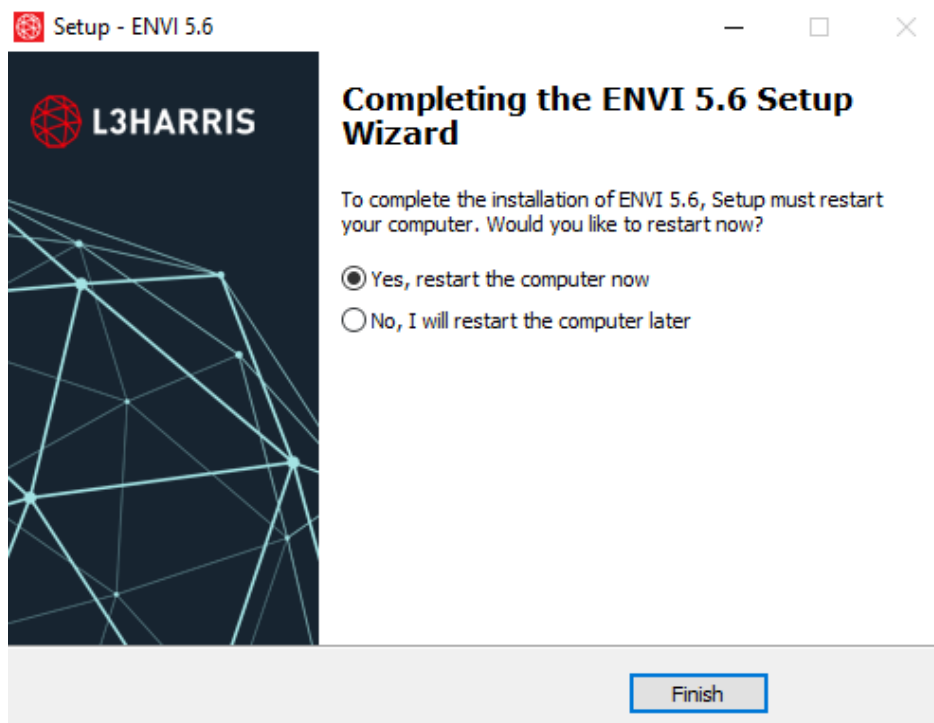 Setup - ENVI 5.6
L3HARRIS
Completing the ENVI 5.6 Setup
Wizard
To complete the installation of ENVI 5.6, Setup must restart
your computer. Would you like to restart now?
Yes, restart the computer now
No, I will restart the computer later
Finish